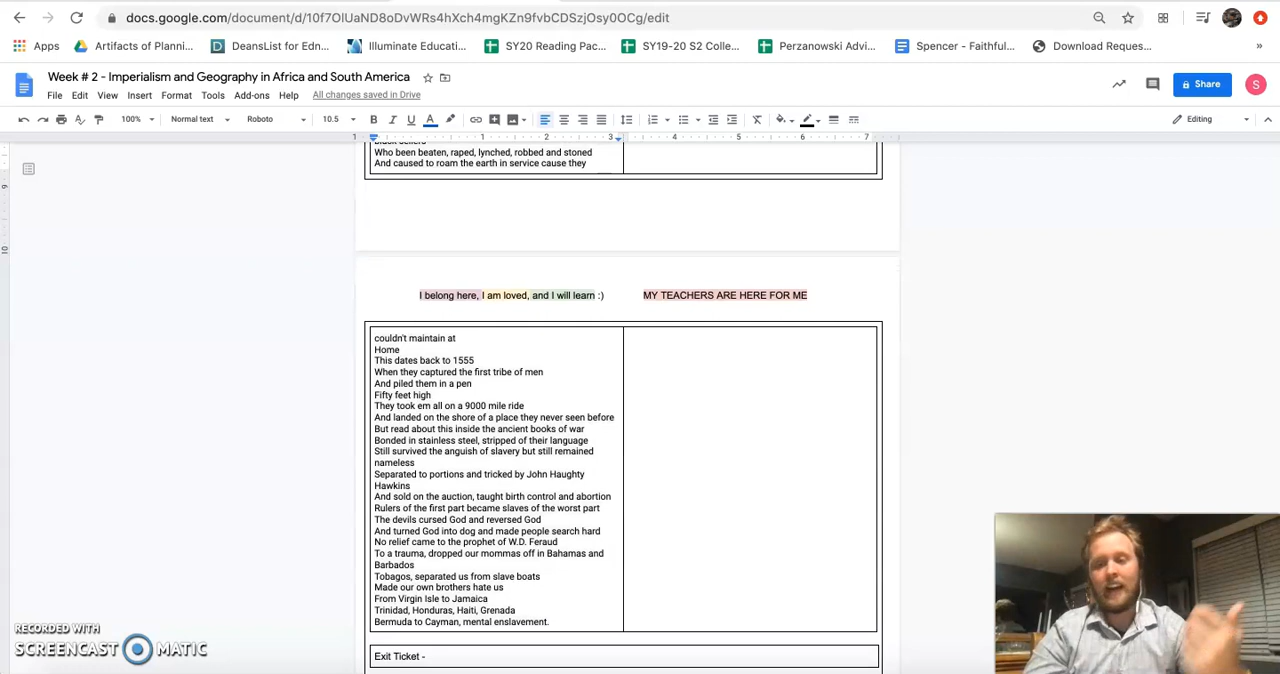 docs.google.com/document/d/10f7OlUaND8oDvWRs4hXch4mgKZn9fvbCDSzjOsy0OCg/edit
Apps Artifacts of Planni... DeansList for Edn... Illuminate Educati... SY20 Reading Pac... SY19-20 S2 Colle... Perzanowski Advi... Spencer - Faithful... Download Reques... »
Week # 2 - Imperialism and Geography in Africa and South America
Share
S
File Edit View Insert Format Tools Add-ons Help All changes saved in Drive
100% Normal text Roboto 10.5 B I U A Editing
1 1 2 3 4 5 6 7
Who been beaten, raped, lynched, robbed and stoned
And caused to roam the earth in service cause they
9
10
I belong here, I am loved, and I will learn :) MY TEACHERS ARE HERE FOR ME
couldn't maintain at
Home
This dates back to 1555
When they captured the first tribe of men
And piled them in a pen
Fifty feet high
They took em all on a 9000 mile ride
And landed on the shore of a place they never seen before
But read about this inside the ancient books of war
Bonded in stainless steel, stripped of their language
Still survived the anguish of slavery but still remained
nameless
Separated to portions and tricked by John Haughty
Hawkins
And sold on the auction, taught birth control and abortion
Rulers of the first part became slaves of the worst part
The devils cursed God and reversed God
And turned God into dog and made people search hard
No relief came to the prophet of W.D. Feraud
To a trauma, dropped our mommas off in Bahamas and
Barbados
Tobagos, separated us from slave boats
Made our own brothers hate us
From Virgin Isle to Jamaica
Trinidad, Honduras, Haiti, Grenada
Bermuda to Cayman, mental enslavement.
Exit Ticket -
RECORDED WITH
SCREENCAST MATIC